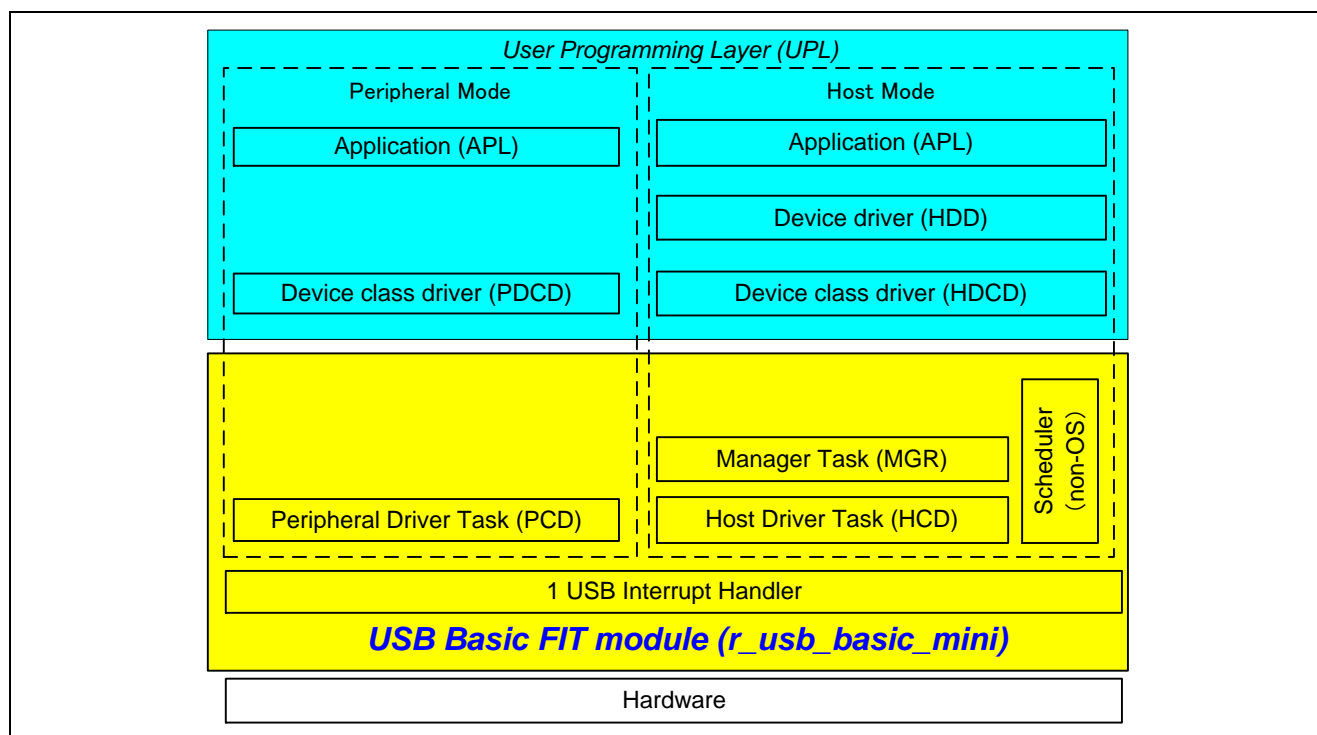 User Programming Layer (UPL)
Peripheral Mode
Application (APL)
Device class driver (PDCD)
Host Mode
Application (APL)
Device driver (HDD)
Device class driver (HDCD)
Peripheral Driver Task (PCD)
Manager Task (MGR)
Host Driver Task (HCD)
Scheduler
(non-OS)
1 USB Interrupt Handler
USB Basic FIT module (r_usb_basic_mini)
Hardware